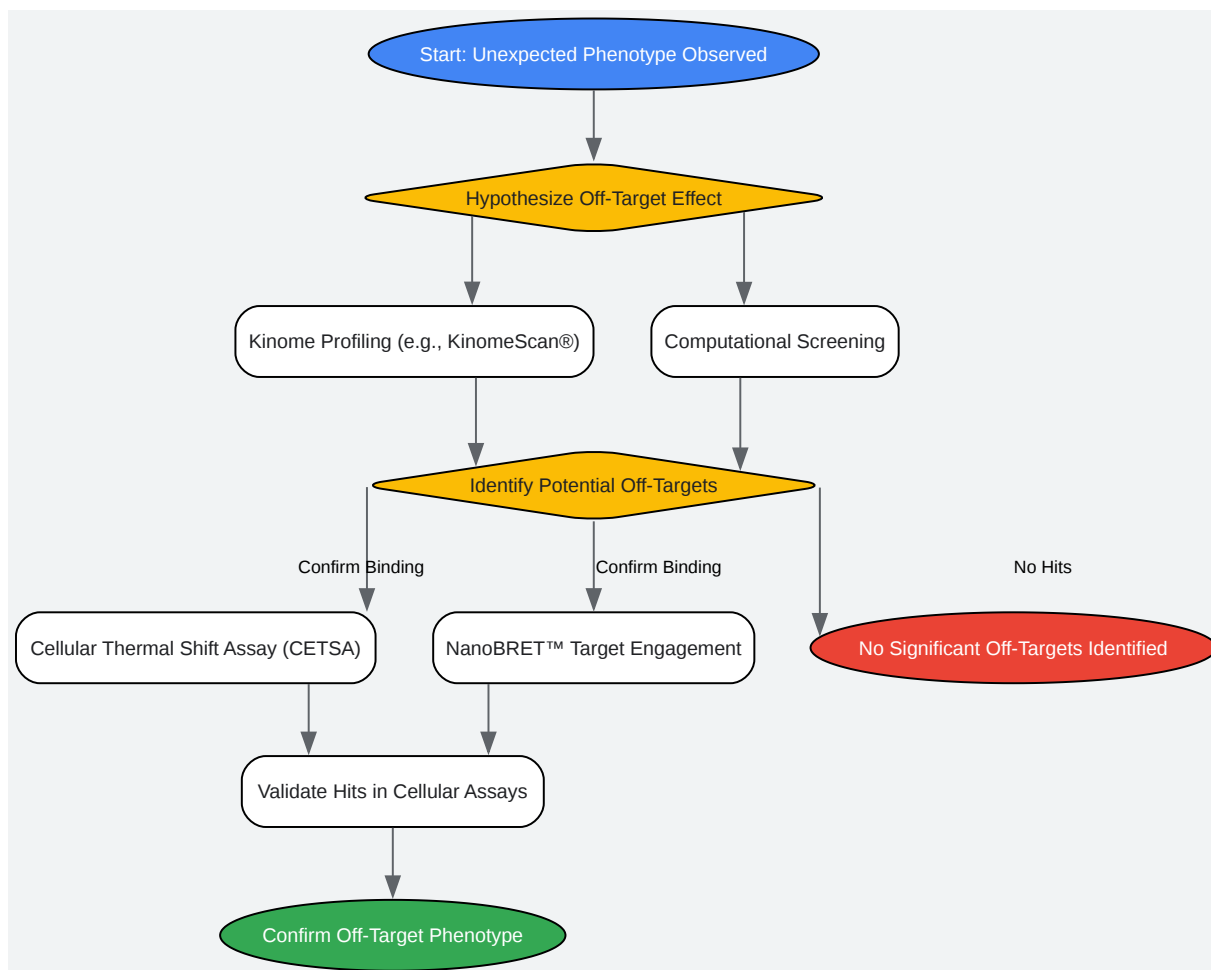 Start: Unexpected Phenotype Observed
Hypothesize Off-Target Effect
Kinome Profiling (e.g., KinomeScan®)
Computational Screening
Identify Potential Off-Targets
Confirm Binding
Confirm Binding
No Hits
Cellular Thermal Shift Assay (CETSA)
NanoBRET™ Target Engagement
No Significant Off-Targets Identified
Validate Hits in Cellular Assays
Confirm Off-Target Phenotype